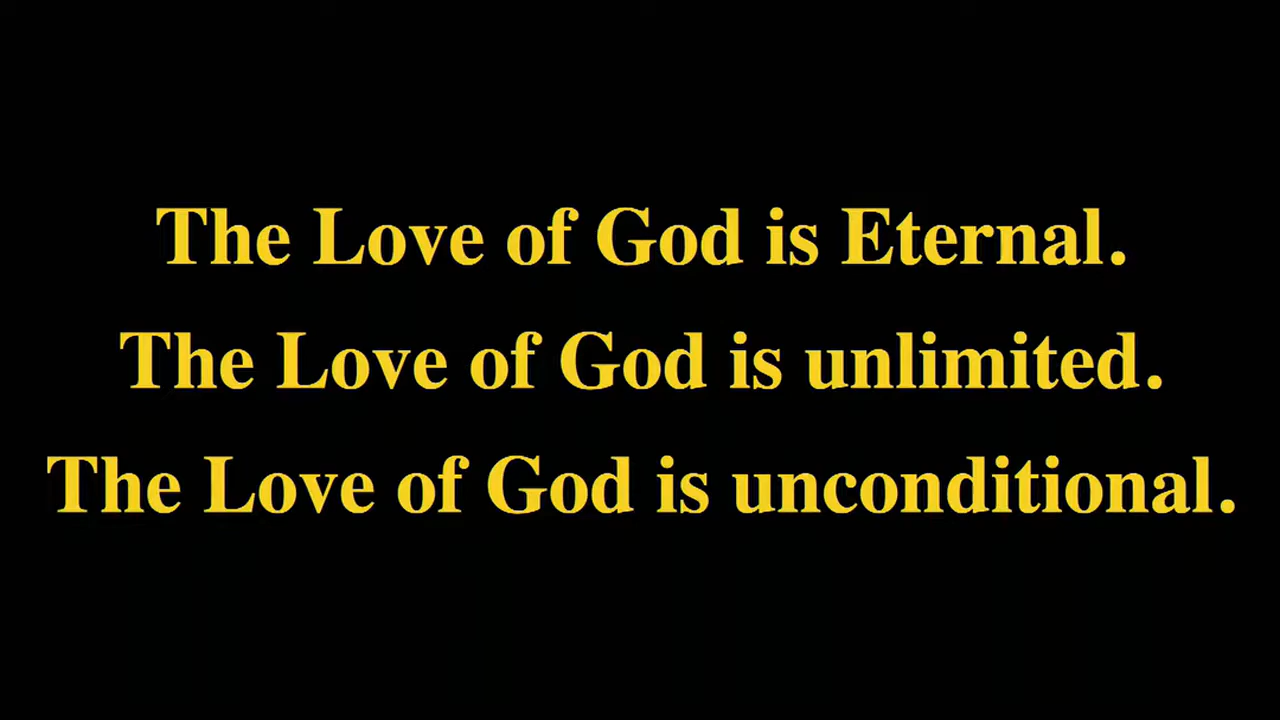 The Love of God is Eternal.
The Love of God is unlimited.
The Love of God is unconditional.